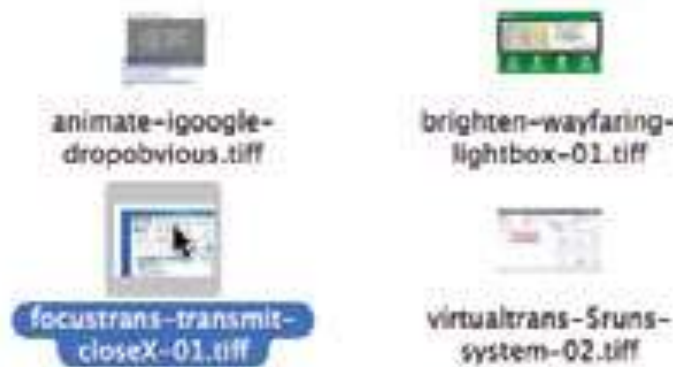 animate-igoogle-
dropobvious.tiff
brighten-wayfaring-
lightbox-01.tiff
focustrans-transmit-
closeX-01.tiff
virtualtrans-5runs-
system-02.tiff